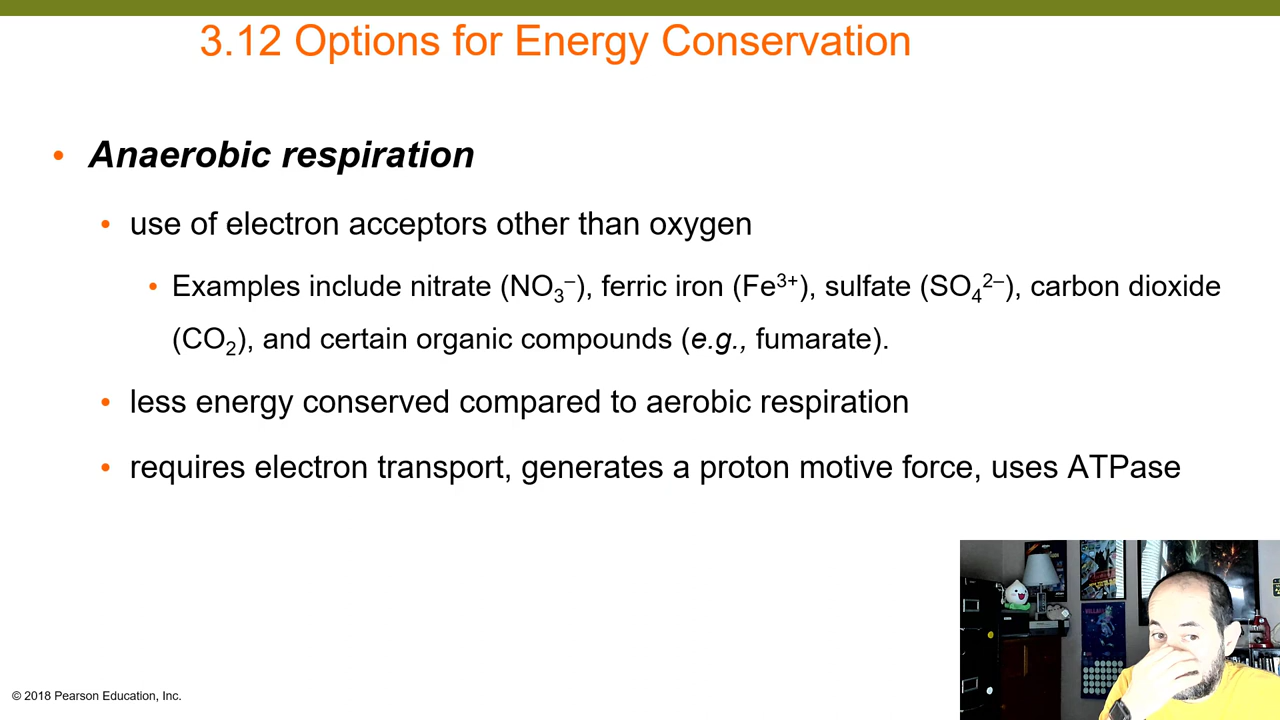 3.12 Options for Energy Conservation
• Anaerobic respiration
• use of electron acceptors other than oxygen
• Examples include nitrate (NO₃⁻), ferric iron (Fe³⁺), sulfate (SO₄²⁻), carbon dioxide
(CO₂), and certain organic compounds (e.g., fumarate).
• less energy conserved compared to aerobic respiration
• requires electron transport, generates a proton motive force, uses ATPase
© 2018 Pearson Education, Inc.